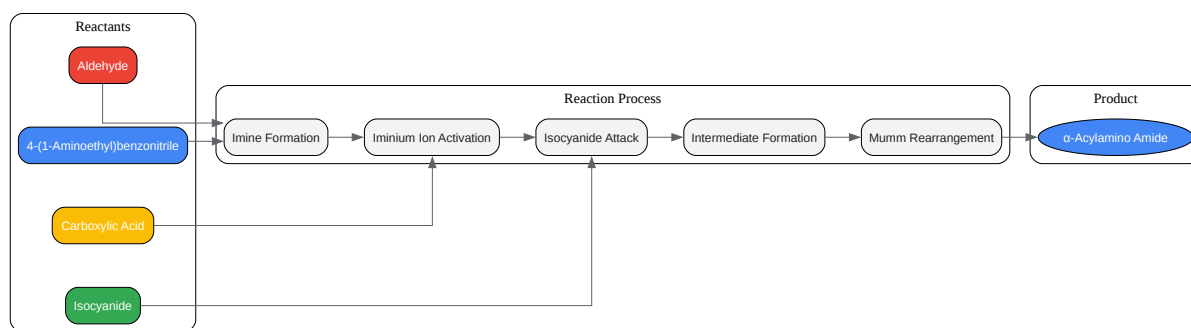 Reactants
Aldehyde
4-(1-Aminoethyl)benzonitrile
Carboxylic Acid
Isocyanide
Reaction Process
Imine Formation
Iminium Ion Activation
Isocyanide Attack
Intermediate Formation
Mumm Rearrangement
Product
α-Acylamino Amide